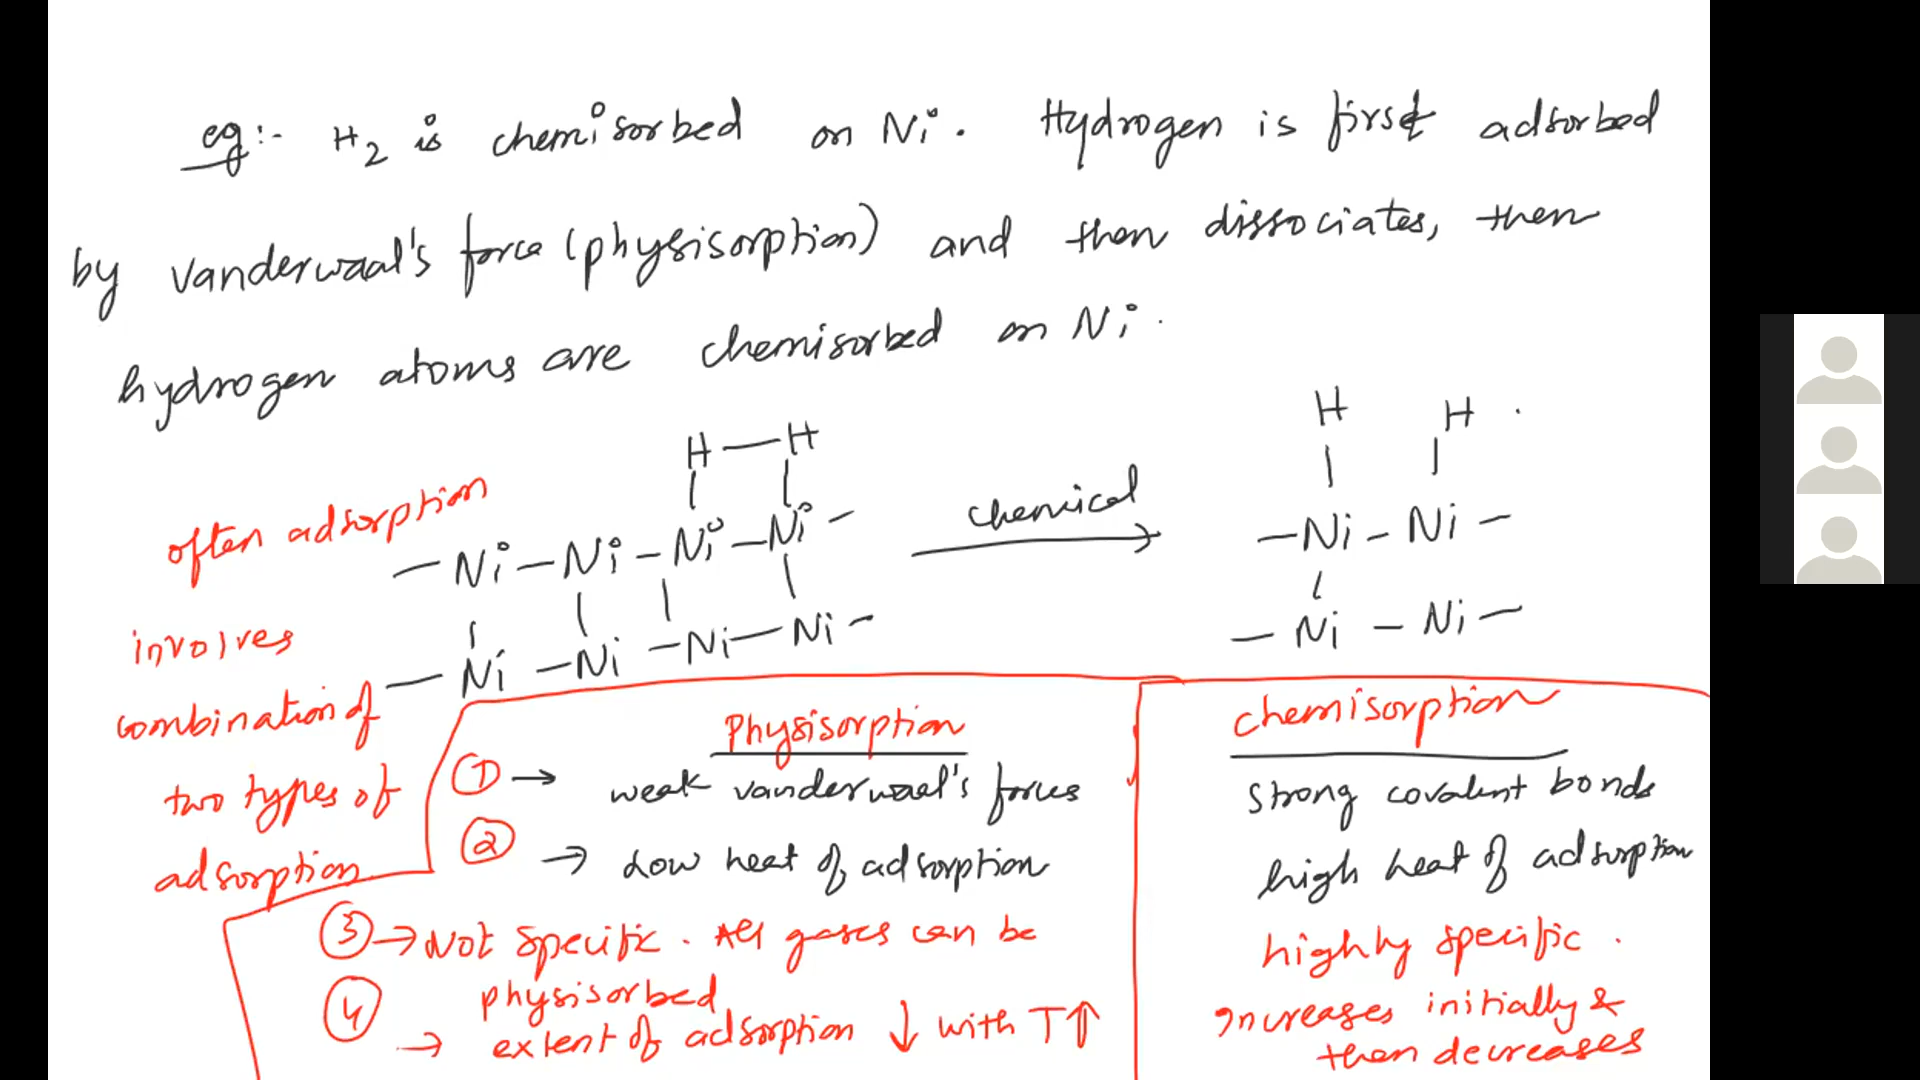 eg:- H2 is chemisorbed on Ni. Hydrogen is first adsorbed
by vanderwaal's force (physisorption) and then dissociates, then
hydrogen atoms are chemisorbed on Ni.
often adsorption
involves
combination of
two types of
adsorption
H — H
| |
— Ni — Ni — Ni — Ni —
| | | |
— Ni — Ni — Ni — Ni —
chemical
→
H H
| |
— Ni — Ni —
|
— Ni — Ni —
Physisorption
① → weak vanderwaal's forces
② → Low heat of adsorption
③ → Not specific. All gases can be
physisorbed
④ → extent of adsorption ↓ with T↑
chemisorption
strong covalent bonds
high heat of adsorption
highly specific.
Increases initially &
then decreases